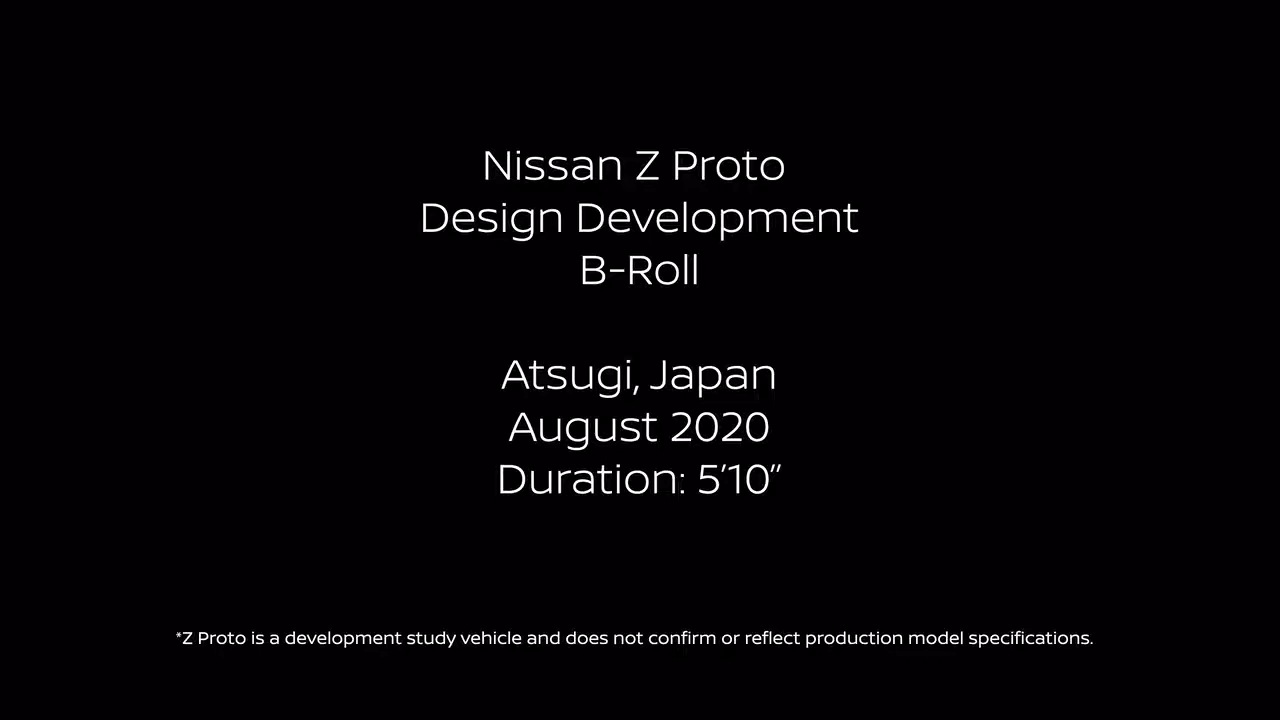 Nissan Z Proto
Design Development
B-Roll
Atsugi, Japan
August 2020
Duration: 5’10”
*Z Proto is a development study vehicle and does not confirm or reflect production model specifications.